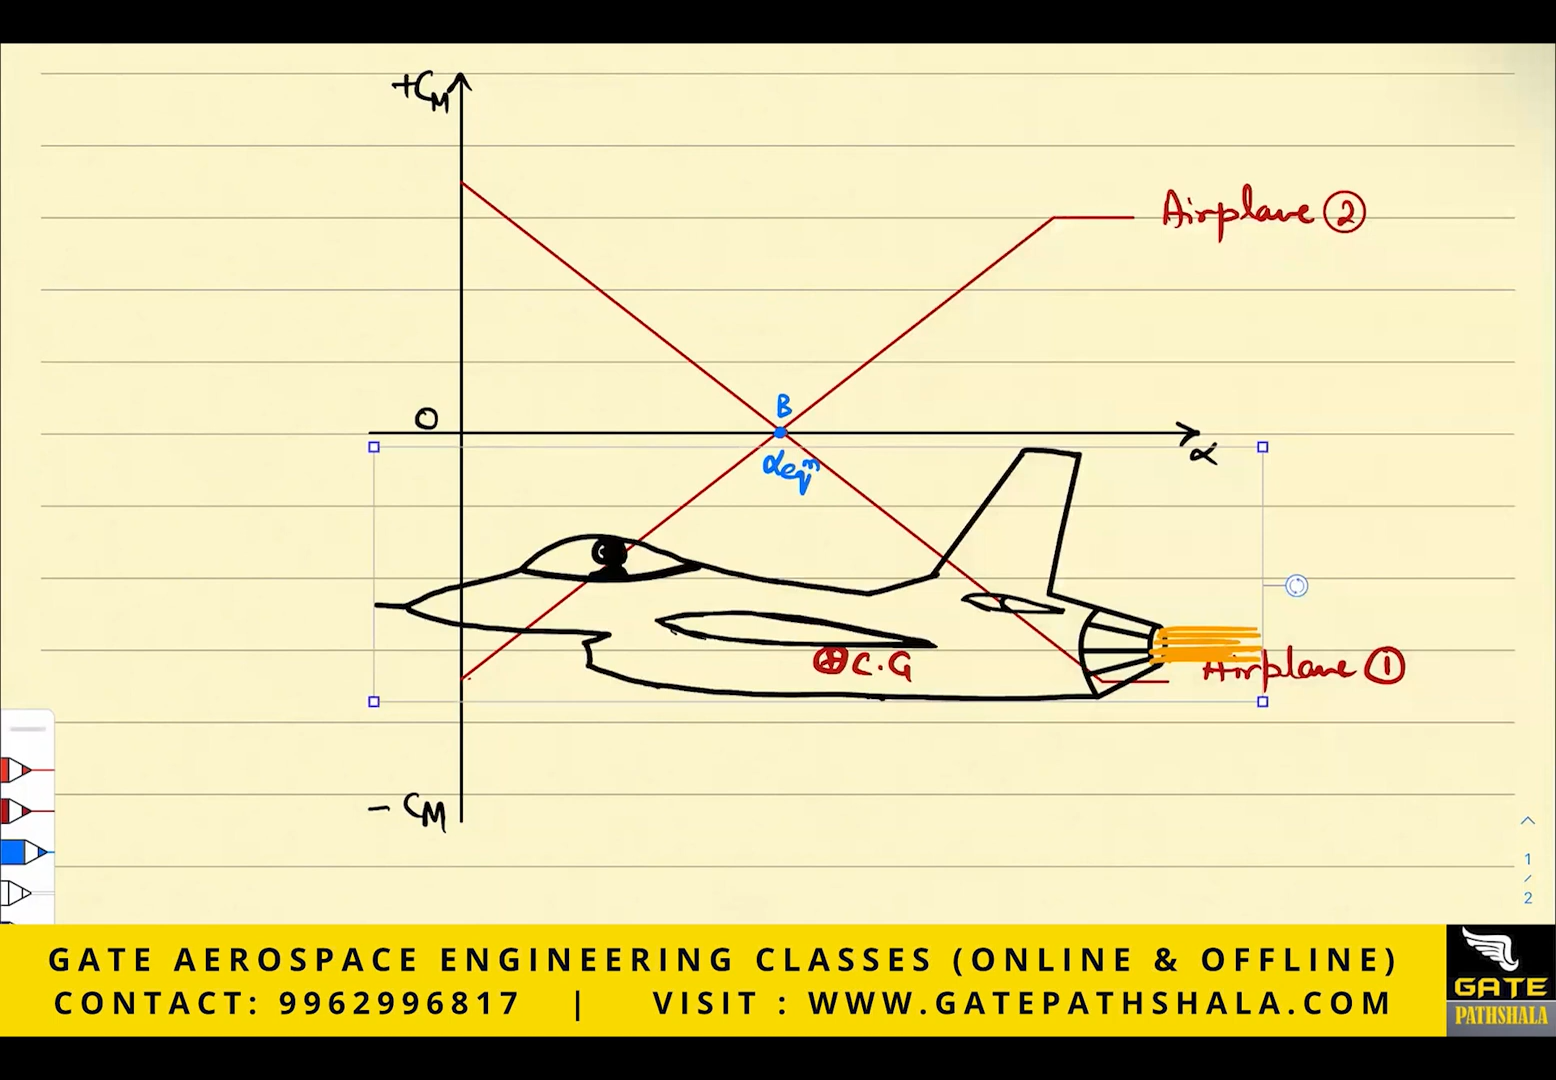 +CM
Airplane 2
O
B
αeqm
α
C.G
Airplane 1
- CM
1
/
2
GATE AEROSPACE ENGINEERING CLASSES (ONLINE & OFFLINE)
CONTACT: 9962996817 | VISIT : WWW.GATEPATHSHALA.COM
GATE
PATHSHALA